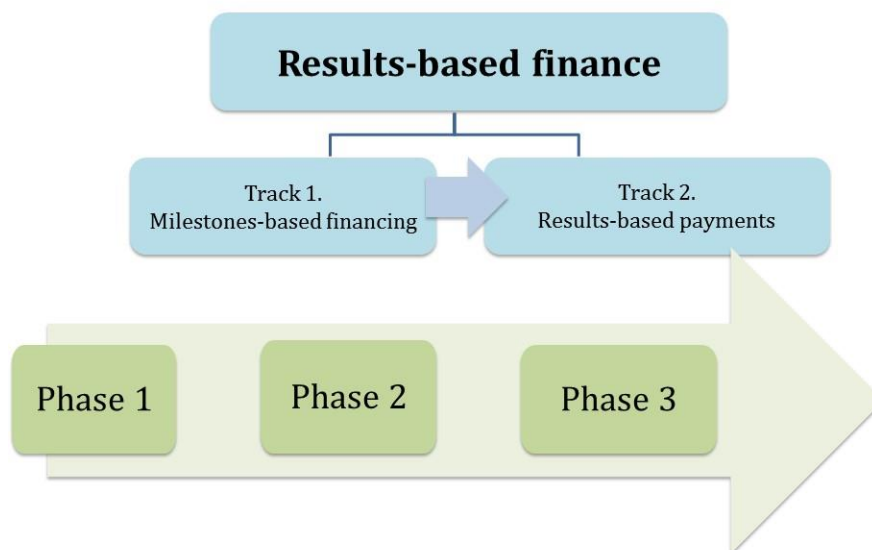 Results-based finance
Track 1.
Milestones-based financing
Track 2.
Results-based payments
Phase 1
Phase 2
Phase 3